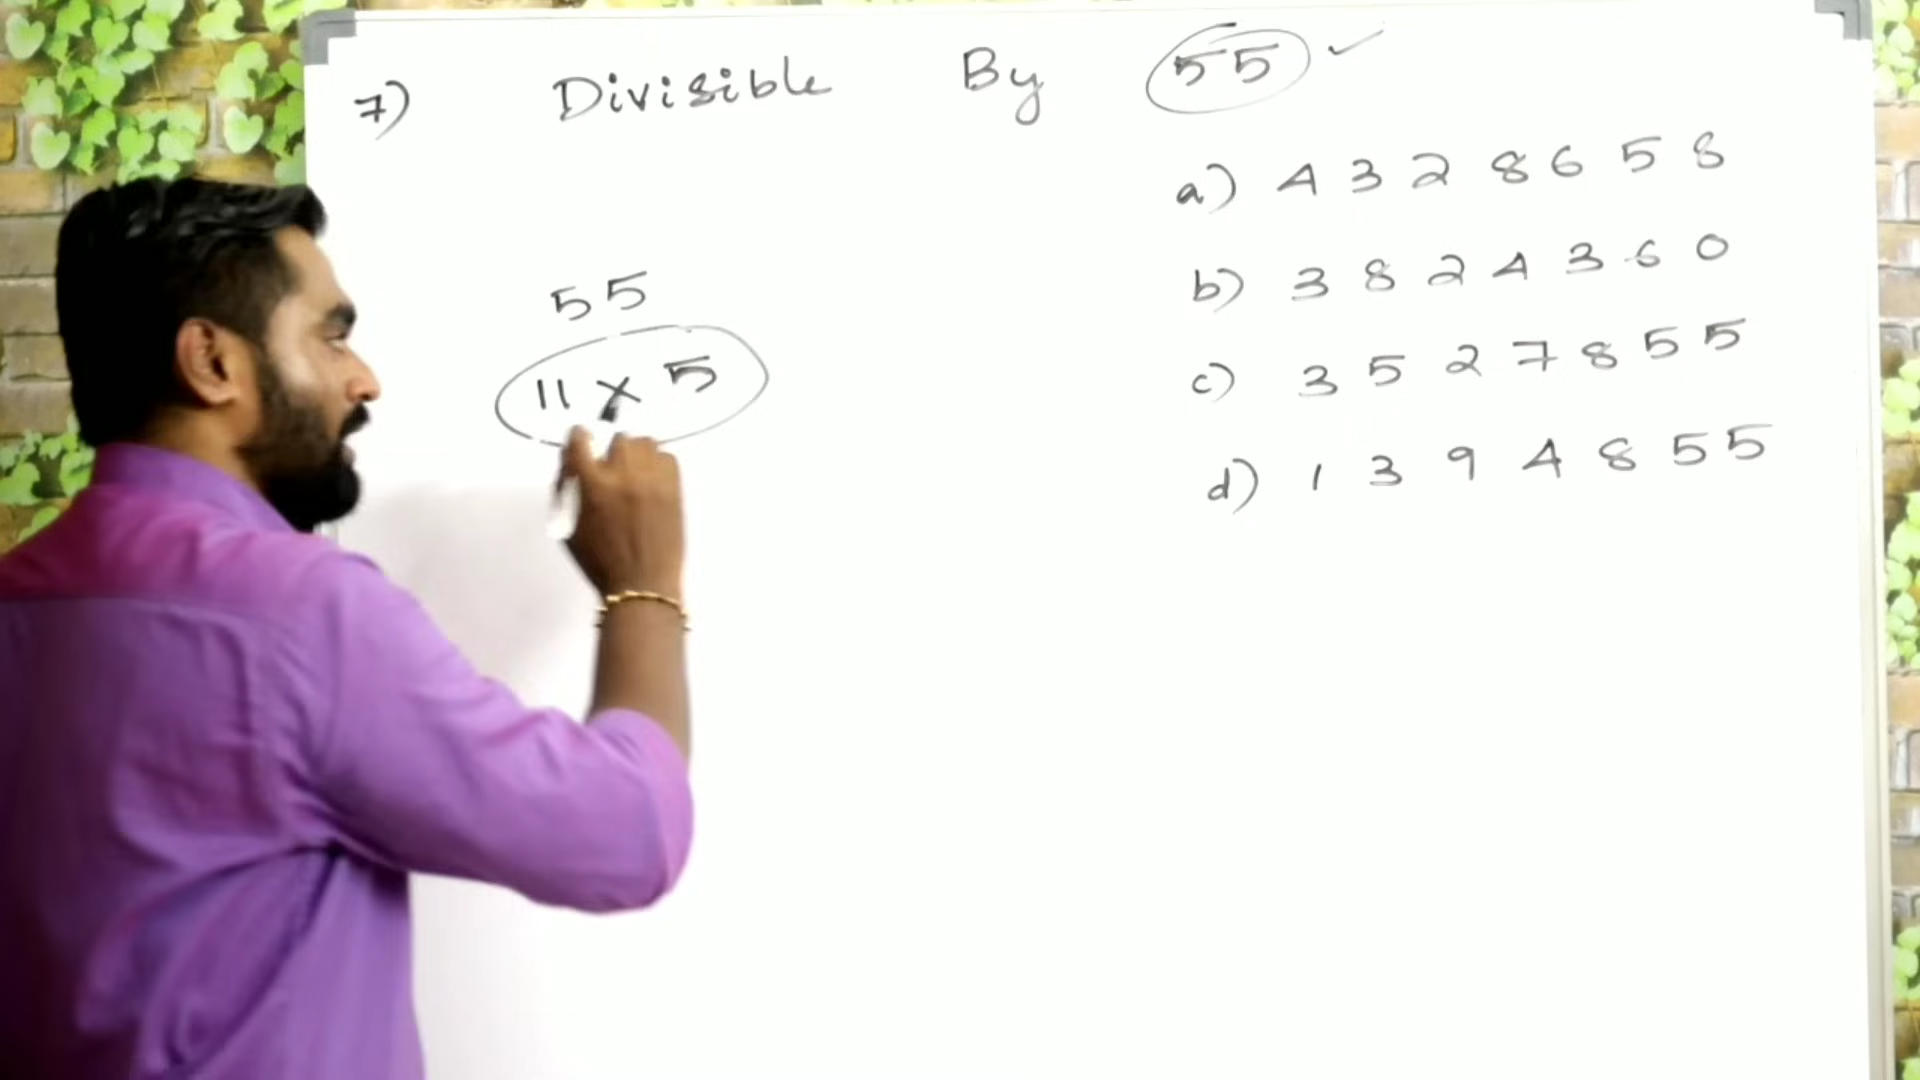 7) Divisible By 55 ✓
a) 4 3 2 8 6 5 8
b) 3 8 2 4 3 6 0
c) 3 5 2 7 8 5 5
d) 1 3 9 4 8 5 5
55
11 x 5